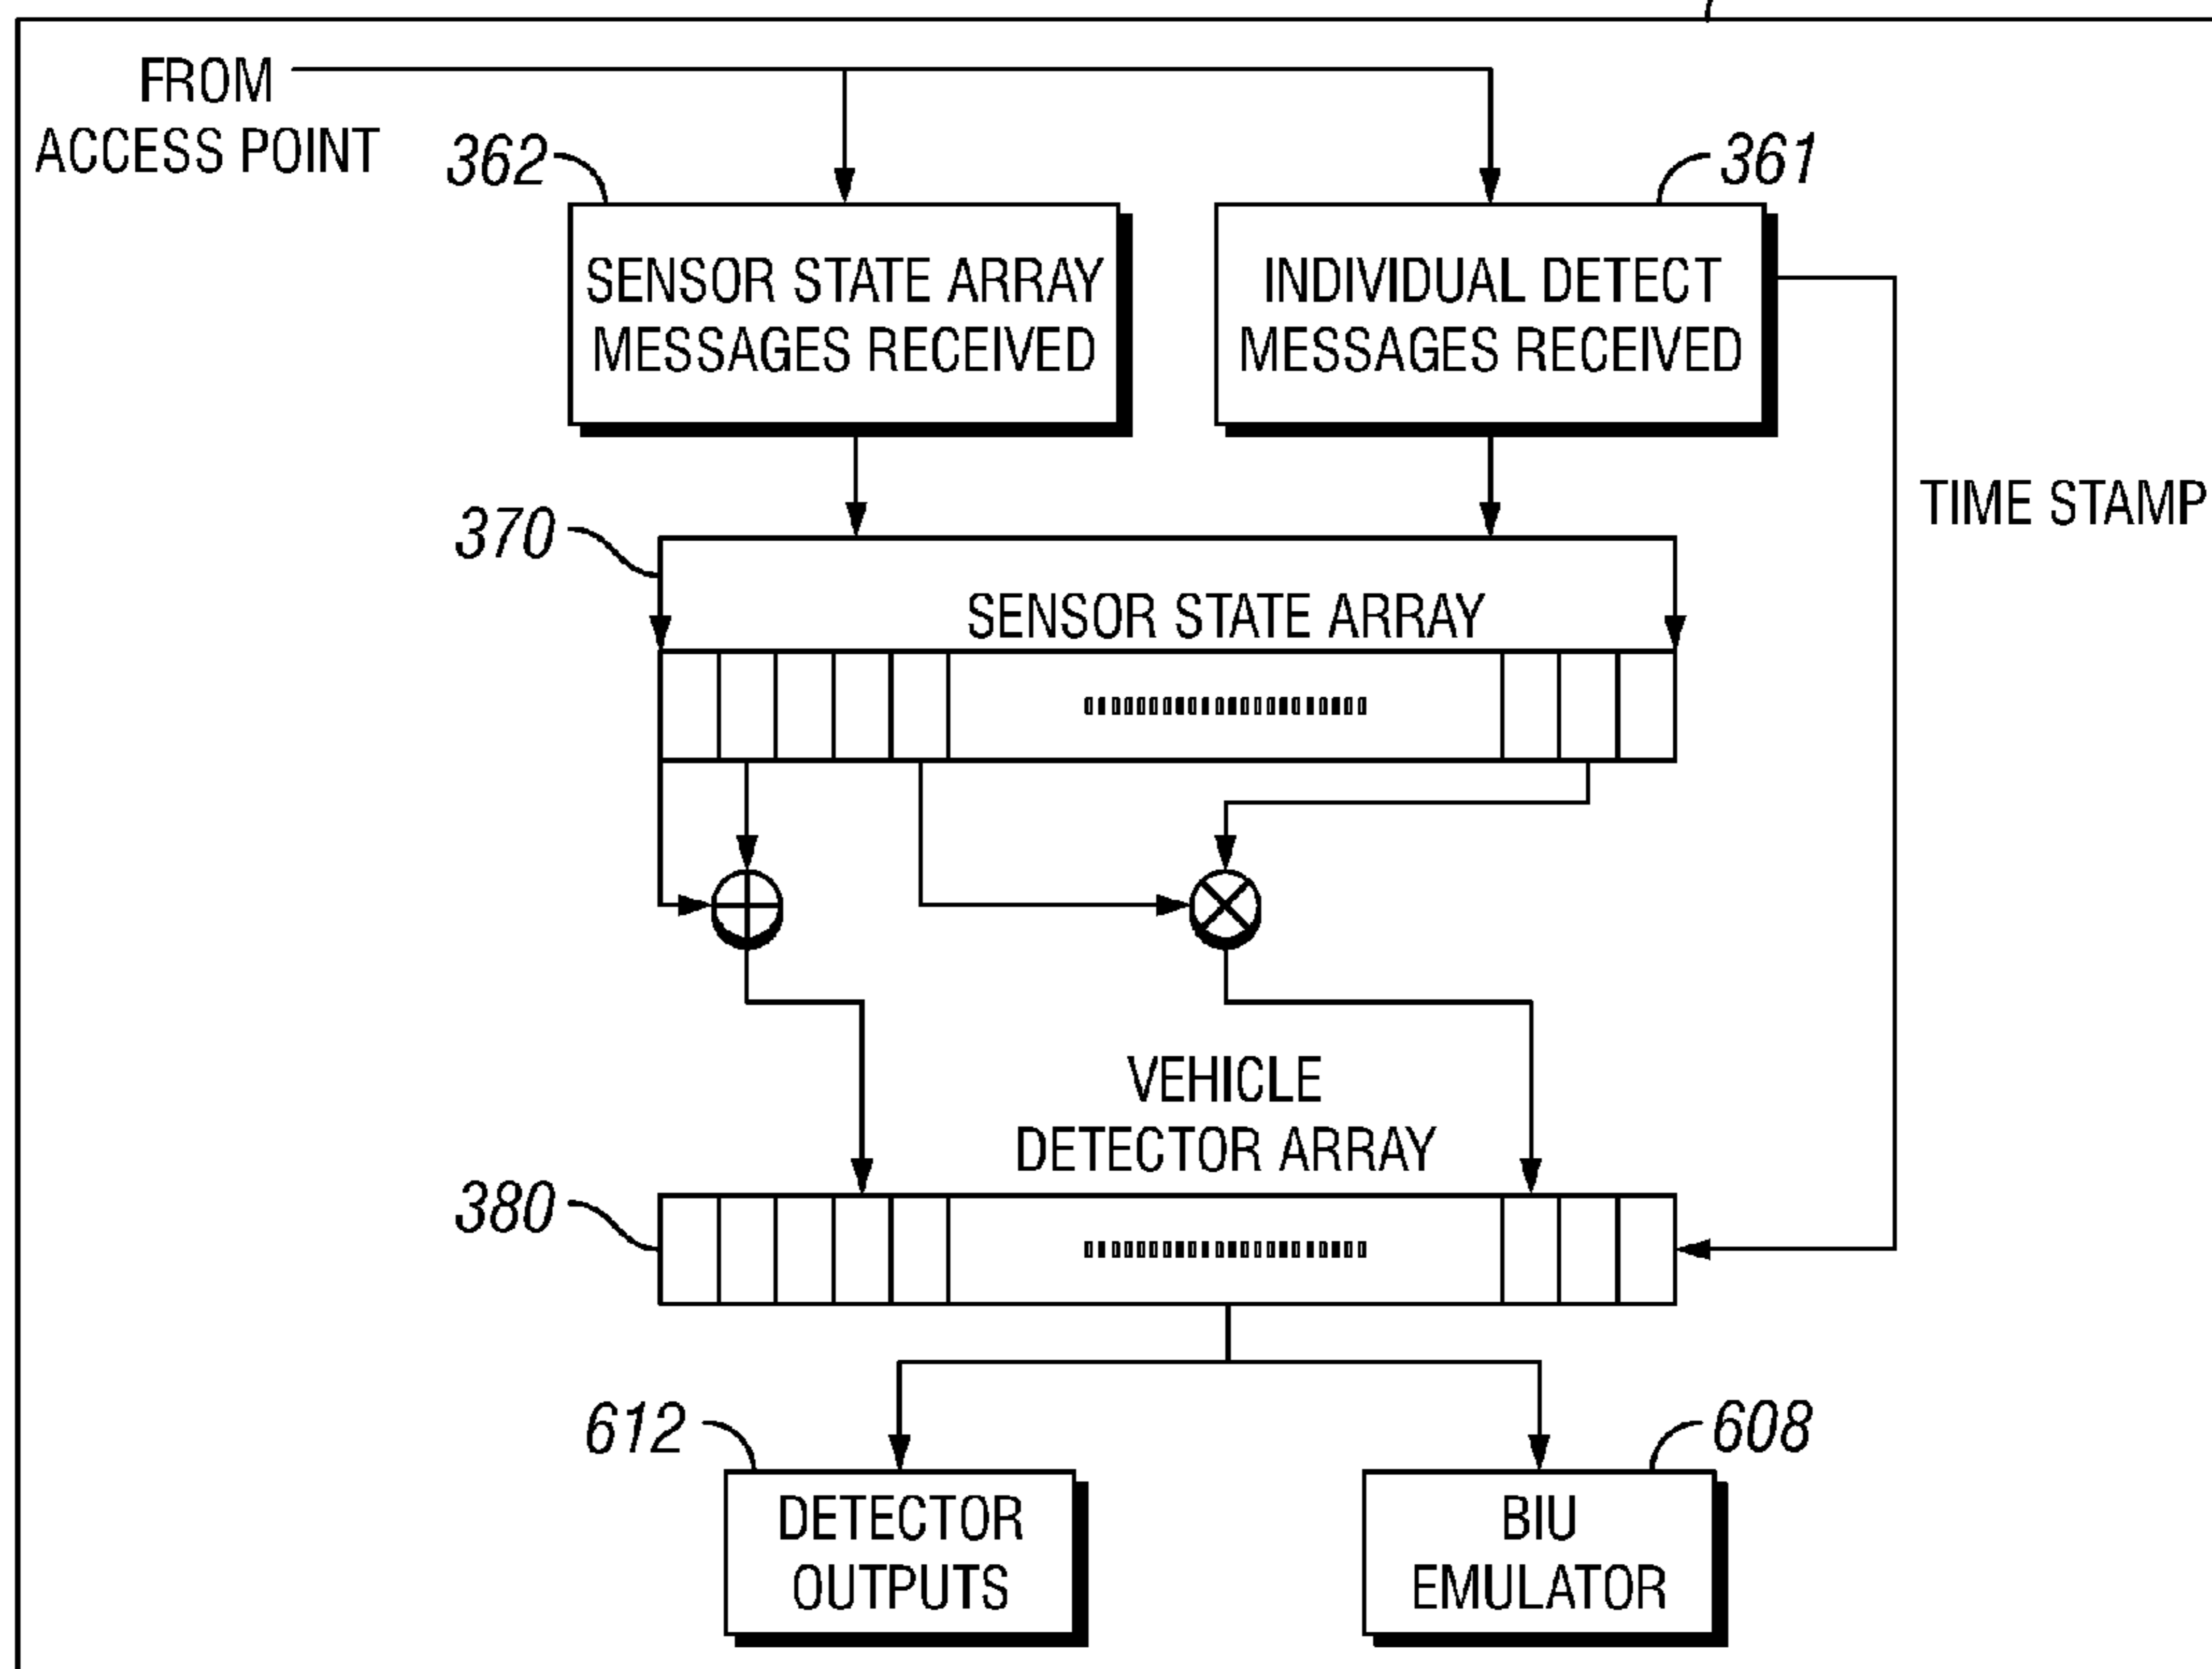 FROM
ACCESS POINT
362
361
SENSOR STATE ARRAY
MESSAGES RECEIVED
INDIVIDUAL DETECT
MESSAGES RECEIVED
TIME STAMP
370
SENSOR STATE ARRAY
VEHICLE
DETECTOR ARRAY
380
612
608
DETECTOR
OUTPUTS
BIU
EMULATOR